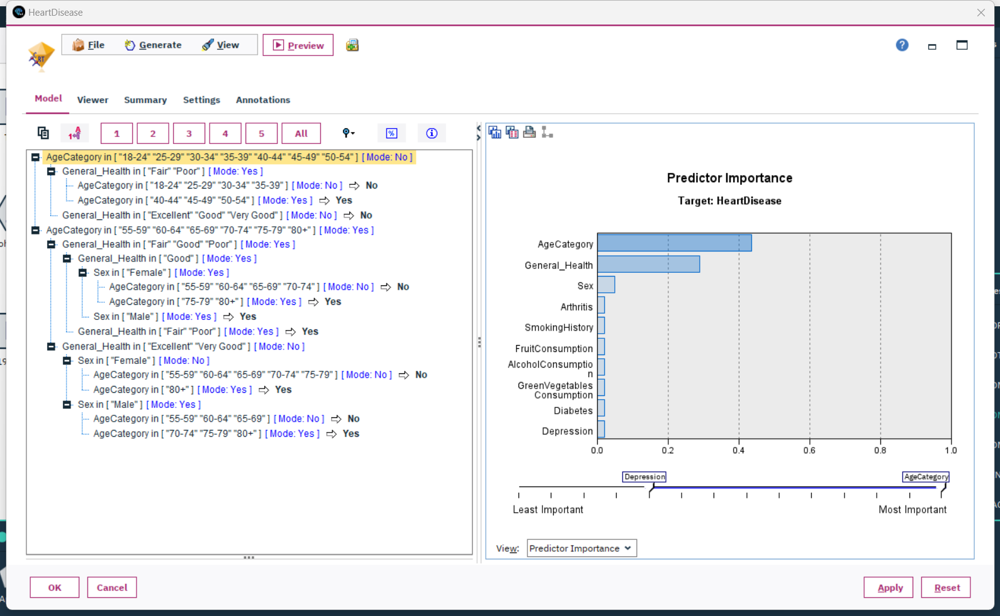 HeartDisease
File Generate View Preview
Model Viewer Summary Settings Annotations
1 2 3 4 5 All
AgeCategory in [ "18-24" "25-29" "30-34" "35-39" "40-44" "45-49" "50-54" ] [ Mode: No ]
General_Health in [ "Fair" "Poor" ] [ Mode: Yes ]
AgeCategory in [ "18-24" "25-29" "30-34" "35-39" ] [ Mode: No ] ⇨ No
AgeCategory in [ "40-44" "45-49" "50-54" ] [ Mode: Yes ] ⇨ Yes
General_Health in [ "Excellent" "Good" "Very Good" ] [ Mode: No ] ⇨ No
AgeCategory in [ "55-59" "60-64" "65-69" "70-74" "75-79" "80+" ] [ Mode: Yes ]
General_Health in [ "Fair" "Good" "Poor" ] [ Mode: Yes ]
General_Health in [ "Good" ] [ Mode: Yes ]
Sex in [ "Female" ] [ Mode: Yes ]
AgeCategory in [ "55-59" "60-64" "65-69" "70-74" ] [ Mode: No ] ⇨ No
AgeCategory in [ "75-79" "80+" ] [ Mode: Yes ] ⇨ Yes
Sex in [ "Male" ] [ Mode: Yes ] ⇨ Yes
General_Health in [ "Fair" "Poor" ] [ Mode: Yes ] ⇨ Yes
General_Health in [ "Excellent" "Very Good" ] [ Mode: No ]
Sex in [ "Female" ] [ Mode: No ]
AgeCategory in [ "55-59" "60-64" "65-69" "70-74" "75-79" ] [ Mode: No ] ⇨ No
AgeCategory in [ "80+" ] [ Mode: Yes ] ⇨ Yes
Sex in [ "Male" ] [ Mode: Yes ]
AgeCategory in [ "55-59" "60-64" "65-69" ] [ Mode: No ] ⇨ No
AgeCategory in [ "70-74" "75-79" "80+" ] [ Mode: Yes ] ⇨ Yes
Predictor Importance
Target: HeartDisease
AgeCategory
General_Health
Sex
Arthritis
SmokingHistory
FruitConsumption
AlcoholConsumptio
n
GreenVegetables
Consumption
Diabetes
Depression
0.0 0.2 0.4 0.6 0.8 1.0
Depression AgeCategory
Least Important Most Important
View: Predictor Importance
OK Cancel Apply Reset